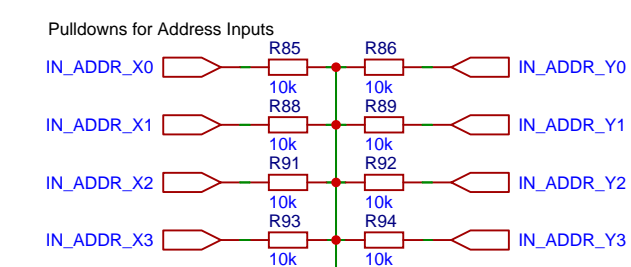 Pulldowns for Address Inputs
R85 R86
IN_ADDR_X0 IN_ADDR_Y0
10k 10k
R88 R89
IN_ADDR_X1 IN_ADDR_Y1
10k 10k
R91 R92
IN_ADDR_X2 IN_ADDR_Y2
10k 10k
R93 R94
IN_ADDR_X3 IN_ADDR_Y3
10k 10k